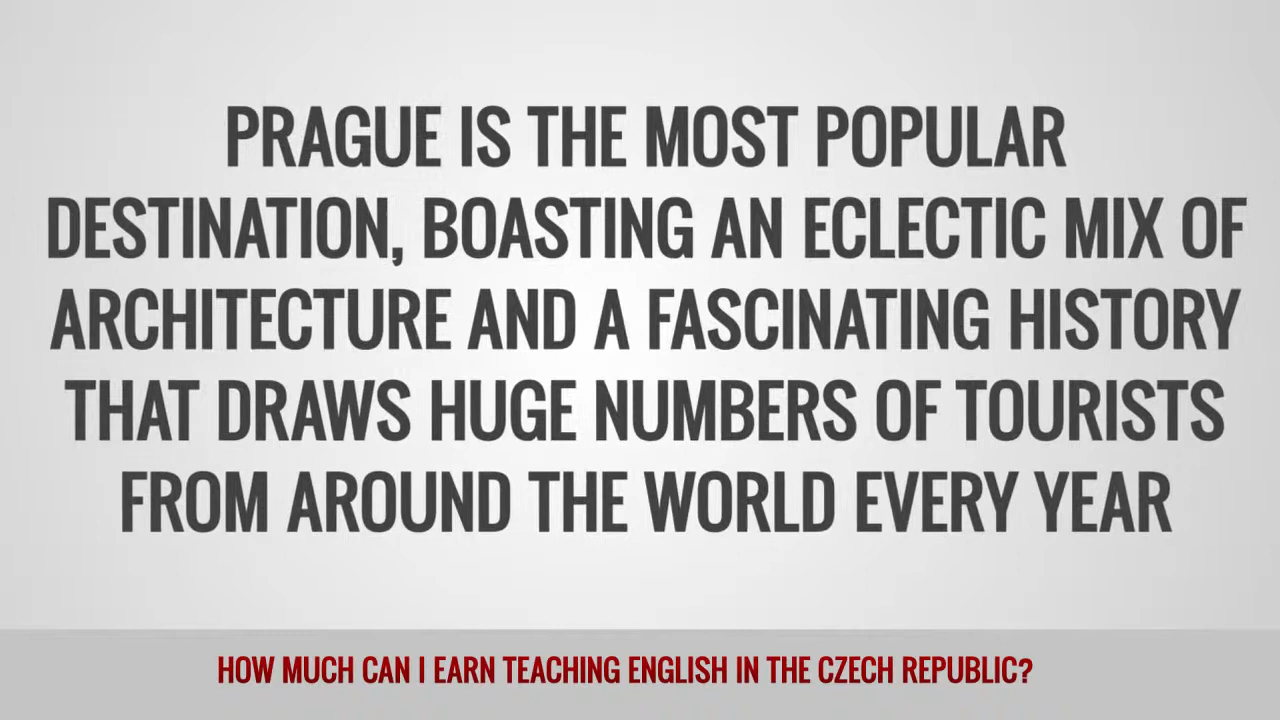 PRAGUE IS THE MOST POPULAR
DESTINATION, BOASTING AN ECLECTIC MIX OF
ARCHITECTURE AND A FASCINATING HISTORY
THAT DRAWS HUGE NUMBERS OF TOURISTS
FROM AROUND THE WORLD EVERY YEAR
HOW MUCH CAN I EARN TEACHING ENGLISH IN THE CZECH REPUBLIC?